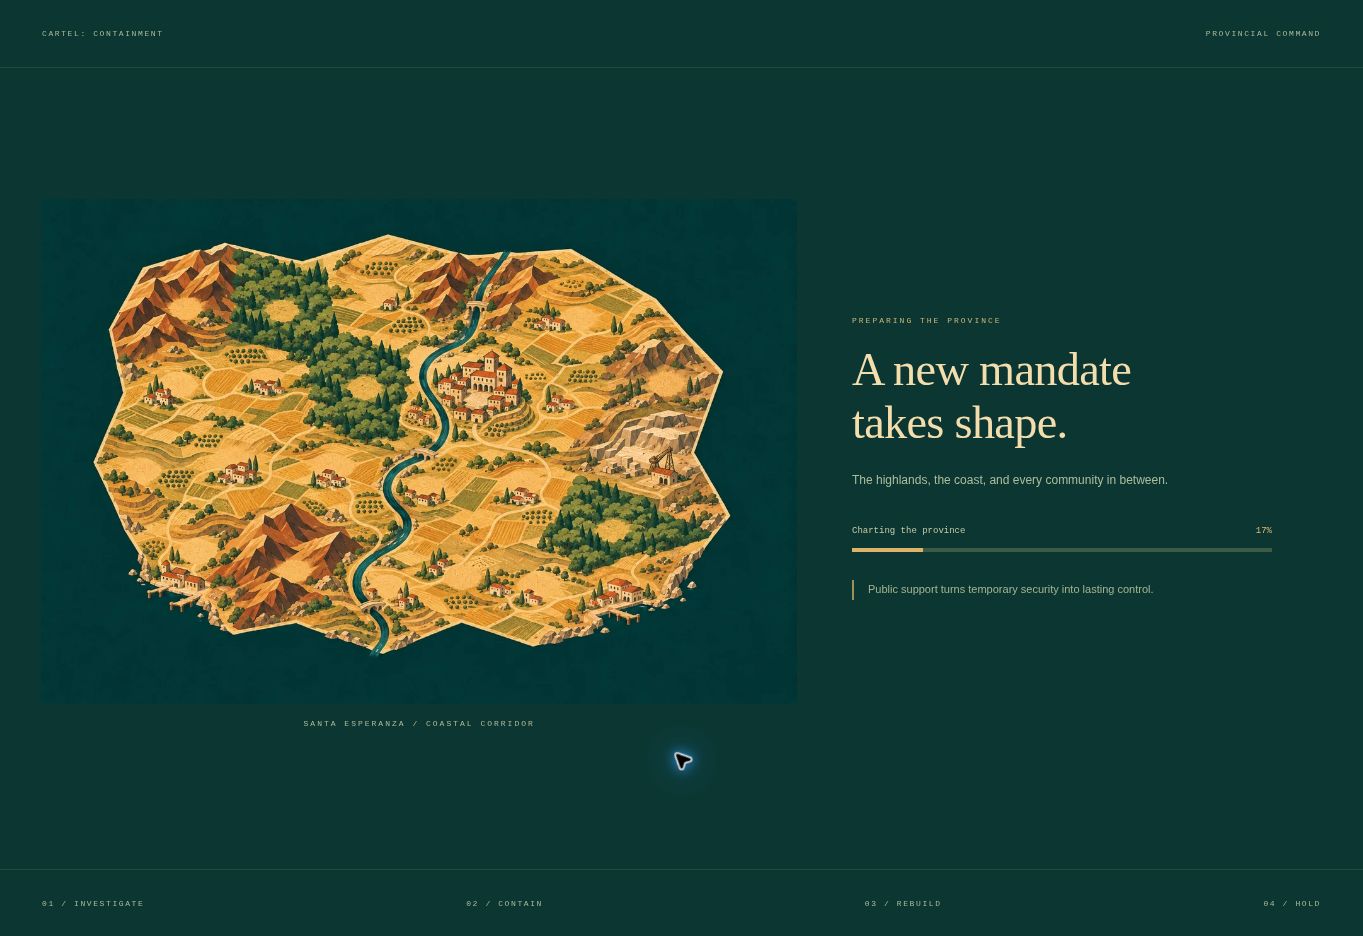 CARTEL: CONTAINMENT
PROVINCIAL COMMAND
SANTA ESPERANZA / COASTAL CORRIDOR
PREPARING THE PROVINCE
A new mandate
takes shape.
The highlands, the coast, and every community in between.
Charting the province
17%
Public support turns temporary security into lasting control.
01 / INVESTIGATE
02 / CONTAIN
03 / REBUILD
04 / HOLD